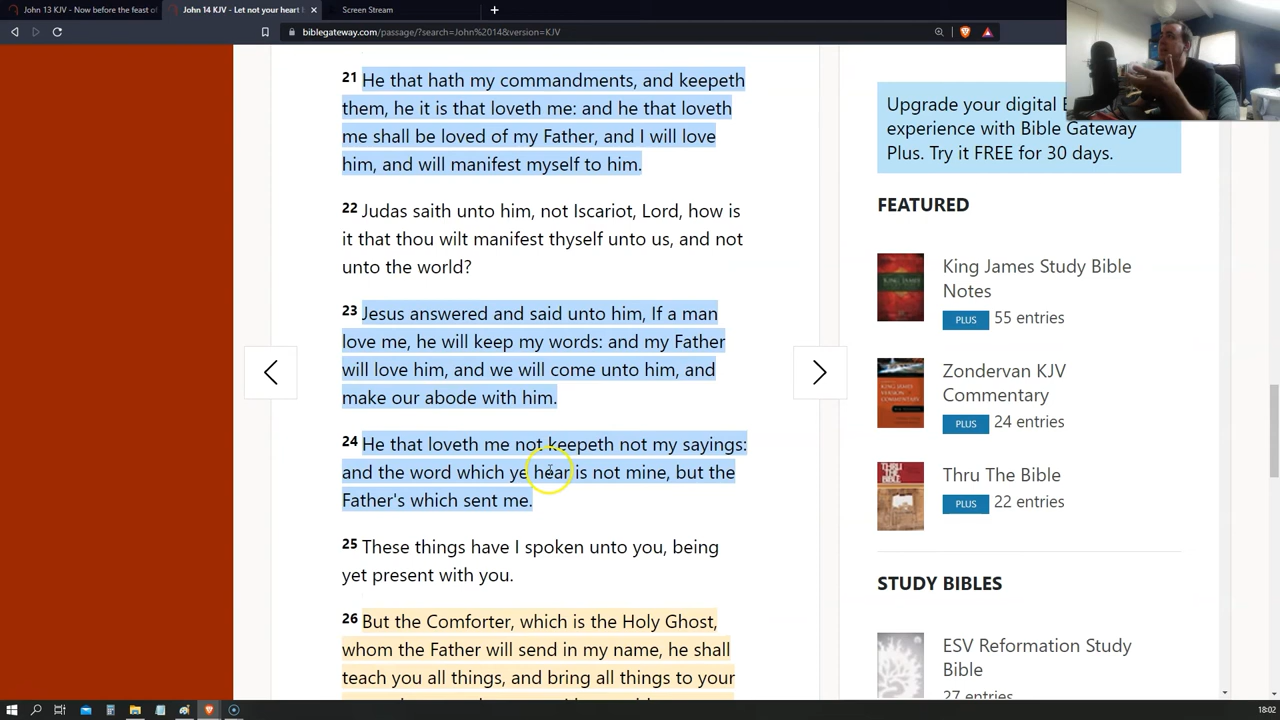 John 13 KJV - Now before the feast of
John 14 KJV - Let not your heart
Screen Stream
biblegateway.com/passage/?search=John%2014&version=KJV
21 He that hath my commandments, and keepeth
them, he it is that loveth me: and he that loveth
me shall be loved of my Father, and I will love
him, and will manifest myself to him.
22 Judas saith unto him, not Iscariot, Lord, how is
it that thou wilt manifest thyself unto us, and not
unto the world?
23 Jesus answered and said unto him, If a man
love me, he will keep my words: and my Father
will love him, and we will come unto him, and
make our abode with him.
24 He that loveth me not keepeth not my sayings:
and the word which ye hear is not mine, but the
Father's which sent me.
25 These things have I spoken unto you, being
yet present with you.
26 But the Comforter, which is the Holy Ghost,
whom the Father will send in my name, he shall
teach you all things, and bring all things to your
Upgrade your digital
experience with Bible Gateway
Plus. Try it FREE for 30 days.
FEATURED
King James Study Bible
Notes
PLUS 55 entries
Zondervan KJV
Commentary
PLUS 24 entries
Thru The Bible
PLUS 22 entries
STUDY BIBLES
ESV Reformation Study
Bible
27 entries
18:02